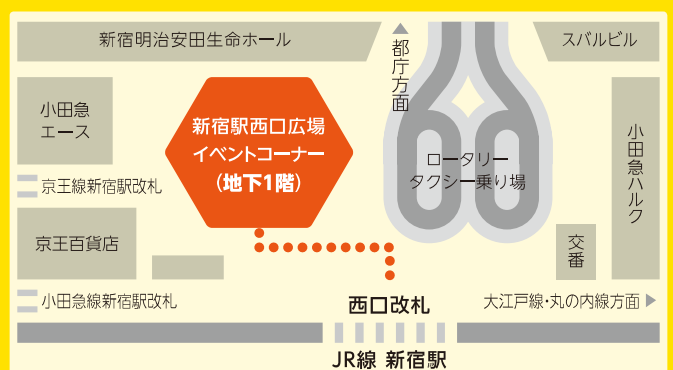 新宿明治安田生命ホール
都庁方面
スバルビル
小田急
エース
新宿駅西口広場
イベントコーナー
(地下1階)
ロータリー
タクシー乗り場
小田急ハルク
京王線新宿駅改札
京王百貨店
交番
小田急線新宿駅改札
西口改札
大江戸線・丸の内線方面
JR線 新宿駅